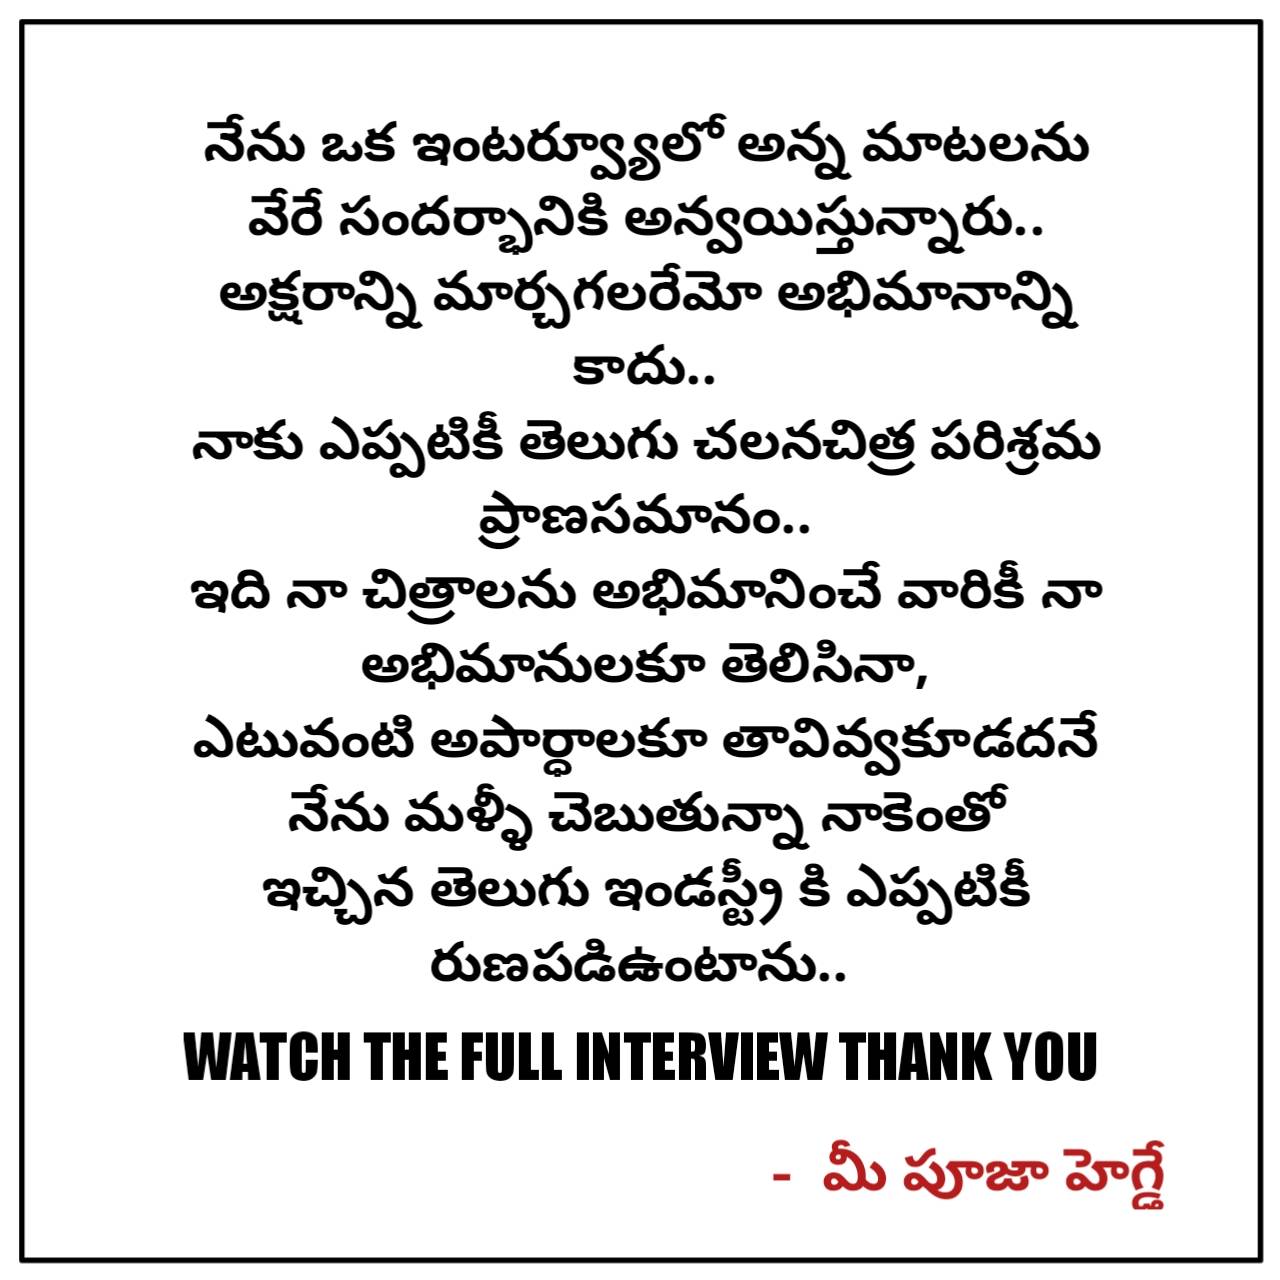 నేను ఒక ఇంటర్వ్యూలో అన్న మాటలను
వేరే సందర్భానికి అన్వయిస్తున్నారు..
అక్షరాన్ని మార్చగలరేమో అభిమానాన్ని
కాదు..
నాకు ఎప్పటికీ తెలుగు చలనచిత్ర పరిశ్రమ
ప్రాణసమానం..
ఇది నా చిత్రాలను అభిమానించే వారికీ నా
అభిమానులకూ తెలిసినా,
ఎటువంటి అపార్ధాలకూ తావివ్వకూడదనే
నేను మళ్ళీ చెబుతున్నా నాకెంతో
ఇచ్చిన తెలుగు ఇండస్ట్రీ కి ఎప్పటికీ
రుణపడిఉంటాను..
WATCH THE FULL INTERVIEW THANK YOU
- మీ పూజా హెగ్డే